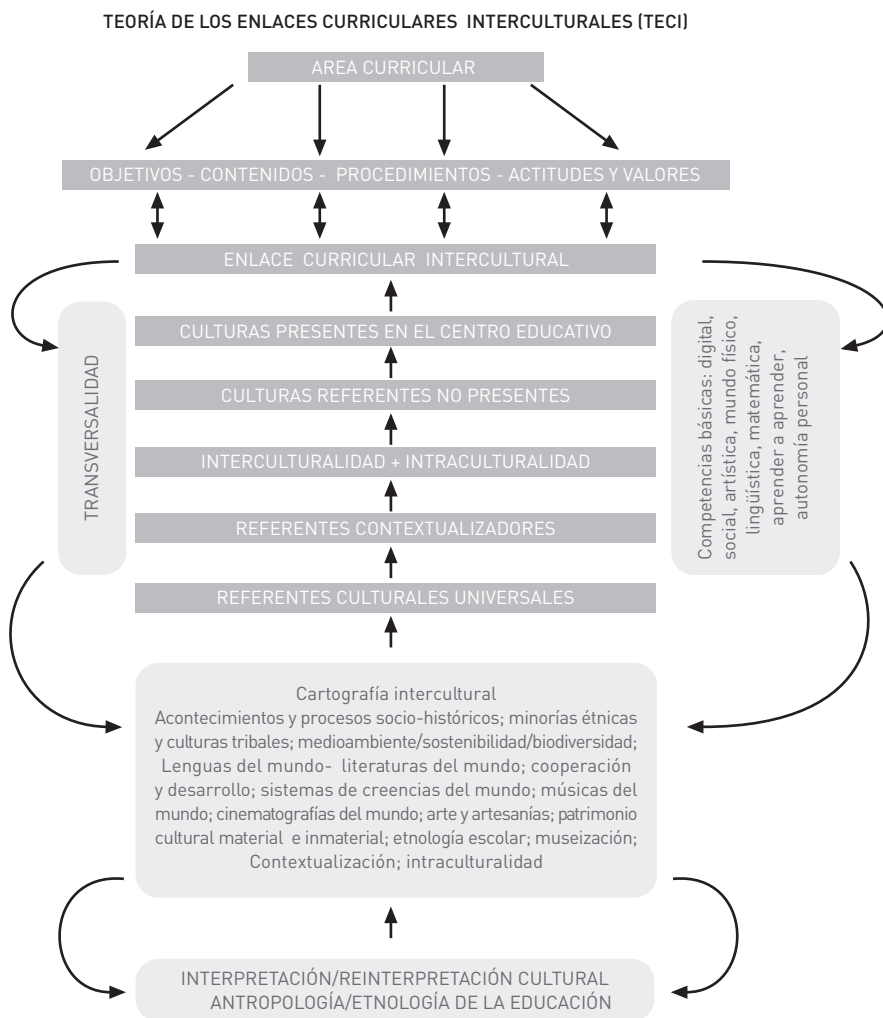 TEORÍA DE LOS ENLACES CURRICULARES INTERCULTURALES (TECI)
AREA CURRICULAR
OBJETIVOS - CONTENIDOS - PROCEDIMIENTOS - ACTITUDES Y VALORES
ENLACE CURRICULAR INTERCULTURAL
TRANSVERSALIDAD
CULTURAS PRESENTES EN EL CENTRO EDUCATIVO
CULTURAS REFERENTES NO PRESENTES
INTERCULTURALIDAD + INTRACULTURALIDAD
REFERENTES CONTEXTUALIZADORES
REFERENTES CULTURALES UNIVERSALES
Competencias básicas: digital,
social, artística, mundo físico,
lingüística, matemática,
aprender a aprender,
autonomía personal
Cartografía intercultural
Acontecimientos y procesos socio-históricos; minorías étnicas
y culturas tribales; medioambiente/sostenibilidad/biodiversidad;
Lenguas del mundo- literaturas del mundo; cooperación
y desarrollo; sistemas de creencias del mundo; músicas del
mundo; cinematografías del mundo; arte y artesanías; patrimonio
cultural material e inmaterial; etnología escolar; museización;
Contextualización; intraculturalidad
INTERPRETACIÓN/REINTERPRETACIÓN CULTURAL
ANTROPOLOGÍA/ETNOLOGÍA DE LA EDUCACIÓN